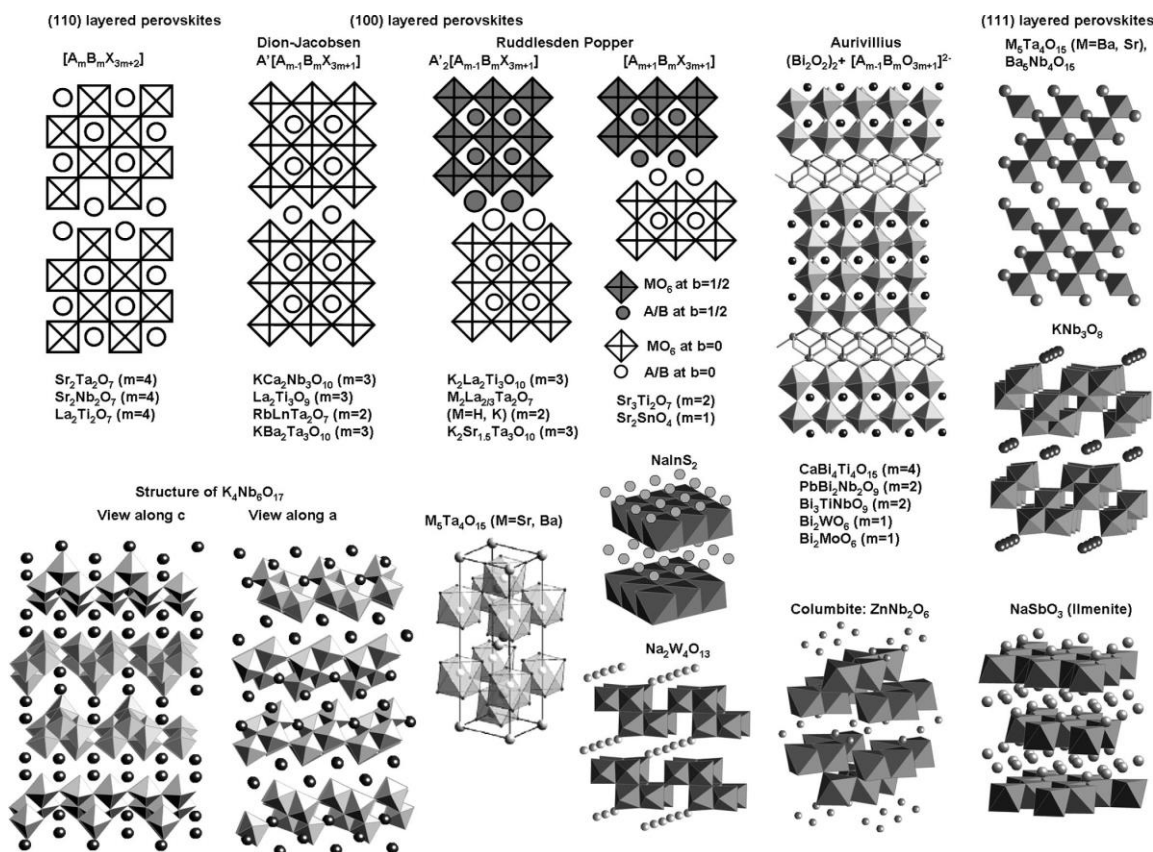 (110) layered perovskites
(100) layered perovskites
(111) layered perovskites
[AₘBₘX₃ₘ₊₂]
Dion-Jacobsen
A'[Aₘ₋₁BₘX₃ₘ₊₁]
Ruddlesden Popper
A'₂[Aₘ₋₁BₘX₃ₘ₊₁]
[Aₘ₊₁BₘX₃ₘ₊₁]
Aurivillius
(Bi₂O₂)₂+ [Aₘ₋₁BₘO₃ₘ₊₁]²⁻
M₅Ta₄O₁₅ (M=Ba, Sr),
Ba₅Nb₄O₁₅
MO₆ at b=1/2
A/B at b=1/2
MO₆ at b=0
A/B at b=0
Sr₂Ta₂O₇ (m=4)
Sr₂Nb₂O₇ (m=4)
La₂Ti₂O₇ (m=4)
KCa₂Nb₃O₁₀ (m=3)
La₂Ti₃O₉ (m=3)
RbLnTa₂O₇ (m=2)
KBa₂Ta₃O₁₀ (m=3)
K₂La₂Ti₃O₁₀ (m=3)
M₂La₂/₃Ta₂O₇
(M=H, K) (m=2)
K₂Sr₁.₅Ta₃O₁₀ (m=3)
Sr₃Ti₂O₇ (m=2)
Sr₂SnO₄ (m=1)
CaBi₄Ti₄O₁₅ (m=4)
PbBi₂Nb₂O₉ (m=2)
Bi₃TiNbO₉ (m=2)
Bi₂WO₆ (m=1)
Bi₂MoO₆ (m=1)
KNb₃O₈
Structure of K₄Nb₆O₁₇
View along c
View along a
M₅Ta₄O₁₅ (M=Sr, Ba)
NaInS₂
Na₂W₄O₁₃
Columbite: ZnNb₂O₆
NaSbO₃ (Ilmenite)